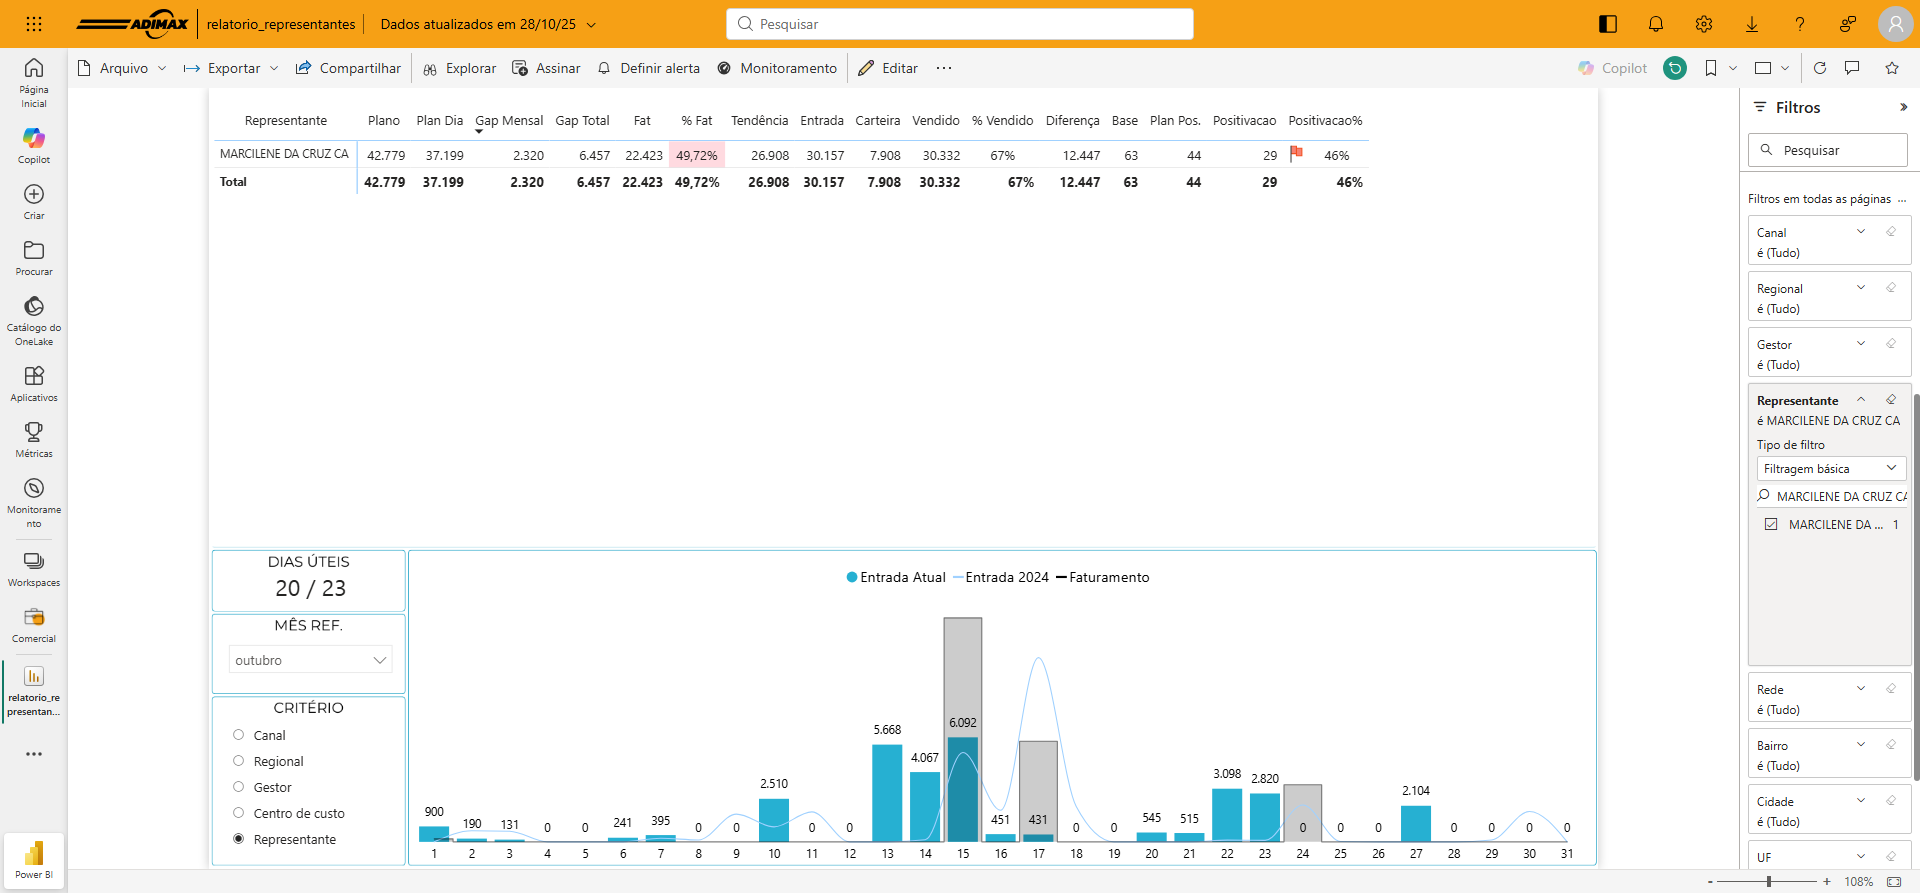 ADIMAX relatorio_representantes Dados atualizados em 28/10/25 Pesquisar
Arquivo Exportar Compartilhar Explorar Assinar Definir alerta Monitoramento Editar Copilot
Página
Inicial
Copilot
Criar
Procurar
Catálogo do
OneLake
Aplicativos
Métricas
Monitorame
nto
Workspaces
Comercial
relatorio_re
presentan...
Power BI
Representante Plano Plan Dia Gap Mensal Gap Total Fat % Fat Tendência Entrada Carteira Vendido % Vendido Diferença Base Plan Pos. Positivacao Positivacao%
MARCILENE DA CRUZ CA 42.779 37.199 2.320 6.457 22.423 49,72% 26.908 30.157 7.908 30.332 67% 12.447 63 44 29 46%
Total 42.779 37.199 2.320 6.457 22.423 49,72% 26.908 30.157 7.908 30.332 67% 12.447 63 44 29 46%
DIAS ÚTEIS
20 / 23
MÊS REF.
outubro
CRITÉRIO
Canal
Regional
Gestor
Centro de custo
Representante
Entrada Atual Entrada 2024 Faturamento
900 190 131 0 0 241 395 0 0 2.510 0 0 5.668 4.067 6.092 451 431 0 0 545 515 3.098 2.820 0 0 0 2.104 0 0 0 0
1 2 3 4 5 6 7 8 9 10 11 12 13 14 15 16 17 18 19 20 21 22 23 24 25 26 27 28 29 30 31
Filtros
Pesquisar
Filtros em todas as páginas ...
Canal
é (Tudo)
Regional
é (Tudo)
Gestor
é (Tudo)
Representante
é MARCILENE DA CRUZ CA
Tipo de filtro
Filtragem básica
MARCILENE DA CRUZ CA
MARCILENE DA ... 1
Rede
é (Tudo)
Bairro
é (Tudo)
Cidade
é (Tudo)
UF
- + 108%